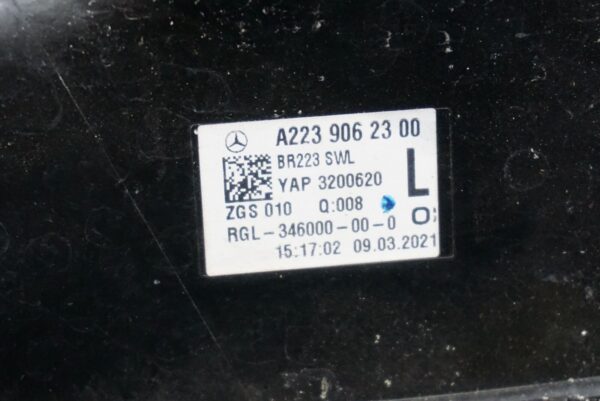 A223 906 23 00
BR223 SWL
YAP 3200620
L
ZGS 010 Q:008
RGL-346000-00-0
15:17:02 09.03.2021